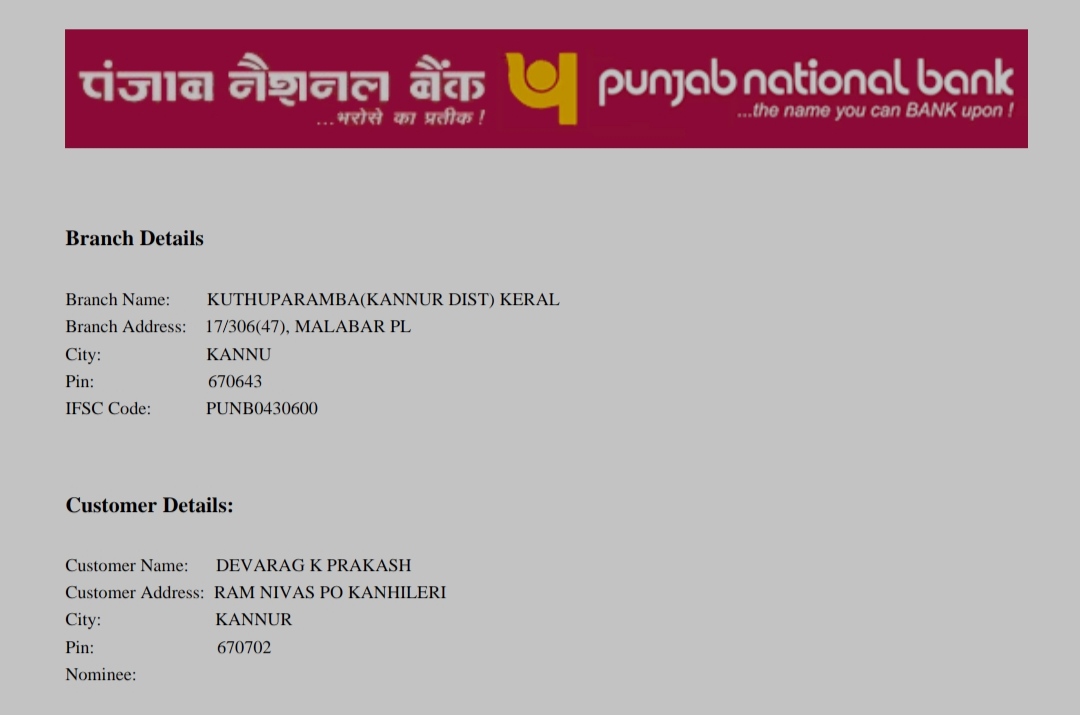 पंजाब नैशनल बैंक punjab national bank
...भरोसे का प्रतीक ! ...the name you can BANK upon !
Branch Details
Branch Name: KUTHUPARAMBA(KANNUR DIST) KERAL
Branch Address: 17/306(47), MALABAR PL
City: KANNU
Pin: 670643
IFSC Code: PUNB0430600
Customer Details:
Customer Name: DEVARAG K PRAKASH
Customer Address: RAM NIVAS PO KANHILERI
City: KANNUR
Pin: 670702
Nominee: